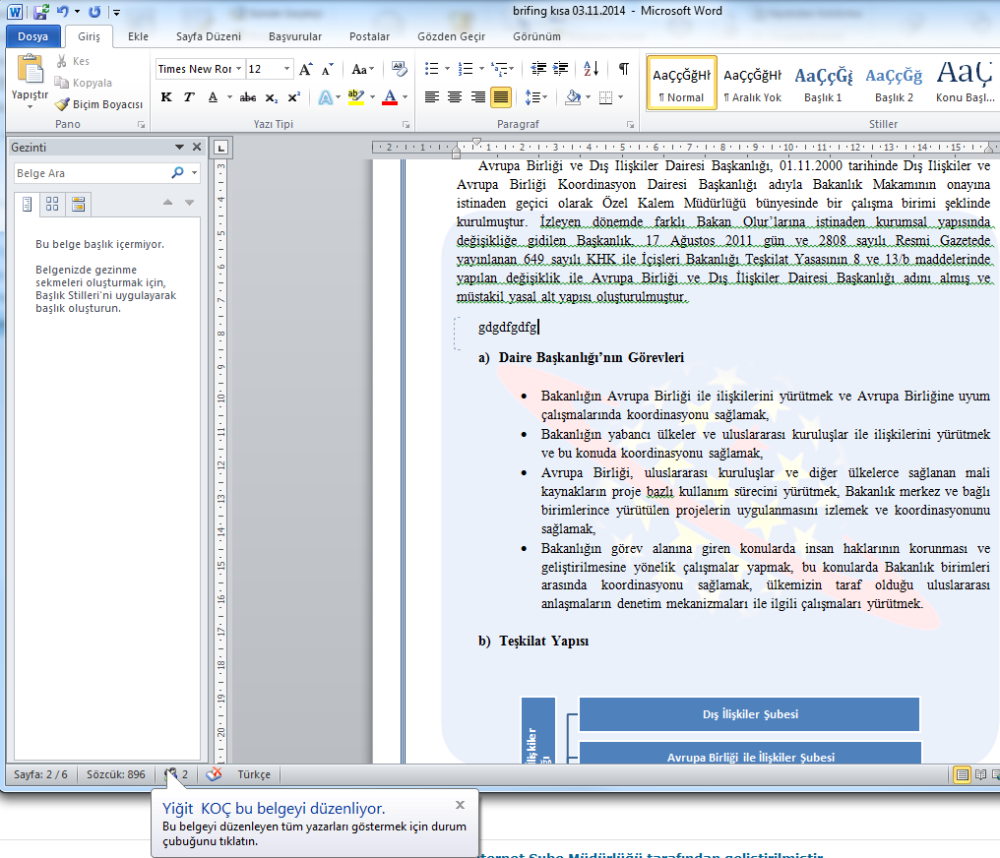 brifing kısa 03.11.2014 - Microsoft Word
Dosya Giriş Ekle Sayfa Düzeni Başvurular Postalar Gözden Geçir Görünüm
Yapıştır
Kes
Kopyala
Biçim Boyacısı
Pano
Times New Ror 12
K T A abc x₂ x²
Yazı Tipi
Paragraf
AaÇçĞğHł AaÇçĞğHł AaÇçĞğ AaÇçĞğ AaÇ
¶ Normal ¶ Aralık Yok Başlık 1 Başlık 2 Konu Başl...
Stiller
Gezinti
Belge Ara
Bu belge başlık içermiyor.
Belgenizde gezinme
sekmeleri oluşturmak için,
Başlık Stilleri'ni uygulayarak
başlık oluşturun.
Avrupa Birliği ve Dış İlişkiler Dairesi Başkanlığı, 01.11.2000 tarihinde Dış İlişkiler ve
Avrupa Birliği Koordinasyon Dairesi Başkanlığı adıyla Bakanlık Makamının onayına
istinaden geçici olarak Özel Kalem Müdürlüğü bünyesinde bir çalışma birimi şeklinde
kurulmuştur. İzleyen dönemde farklı Bakan Olur’larına istinaden kurumsal yapısında
değişikliğe gidilen Başkanlık, 17 Ağustos 2011 gün ve 2808 sayılı Resmi Gazetede
yayınlanan 649 sayılı KHK ile İçişleri Bakanlığı Teşkilat Yasasının 8 ve 13/b maddelerinde
yapılan değişiklik ile Avrupa Birliği ve Dış İlişkiler Dairesi Başkanlığı adını almış ve
müstakil yasal alt yapısı oluşturulmuştur.
gdgdfgdfg
a) Daire Başkanlığı’nın Görevleri
• Bakanlığın Avrupa Birliği ile ilişkilerini yürütmek ve Avrupa Birliğine uyum
çalışmalarında koordinasyonu sağlamak,
• Bakanlığın yabancı ülkeler ve uluslararası kuruluşlar ile ilişkilerini yürütmek
ve bu konuda koordinasyonu sağlamak,
• Avrupa Birliği, uluslararası kuruluşlar ve diğer ülkelerce sağlanan mali
kaynakların proje bazlı kullanım sürecini yürütmek, Bakanlık merkez ve bağlı
birimlerince yürütülen projelerin uygulanmasını izlemek ve koordinasyonunu
sağlamak,
• Bakanlığın görev alanına giren konularda insan haklarının korunması ve
geliştirilmesine yönelik çalışmalar yapmak, bu konularda Bakanlık birimleri
arasında koordinasyonu sağlamak, ülkemizin taraf olduğu uluslararası
anlaşmaların denetim mekanizmaları ile ilgili çalışmaları yürütmek.
b) Teşkilat Yapısı
Dış İlişkiler Şubesi
Avrupa Birliği ile İlişkiler Şubesi
Sayfa: 2 / 6 Sözcük: 896 2 Türkçe
Yiğit KOÇ bu belgeyi düzenliyor.
Bu belgeyi düzenleyen tüm yazarları göstermek için durum
çubuğunu tıklatın.
Şube Müdürlüğü tarafından geliştirilmiştir